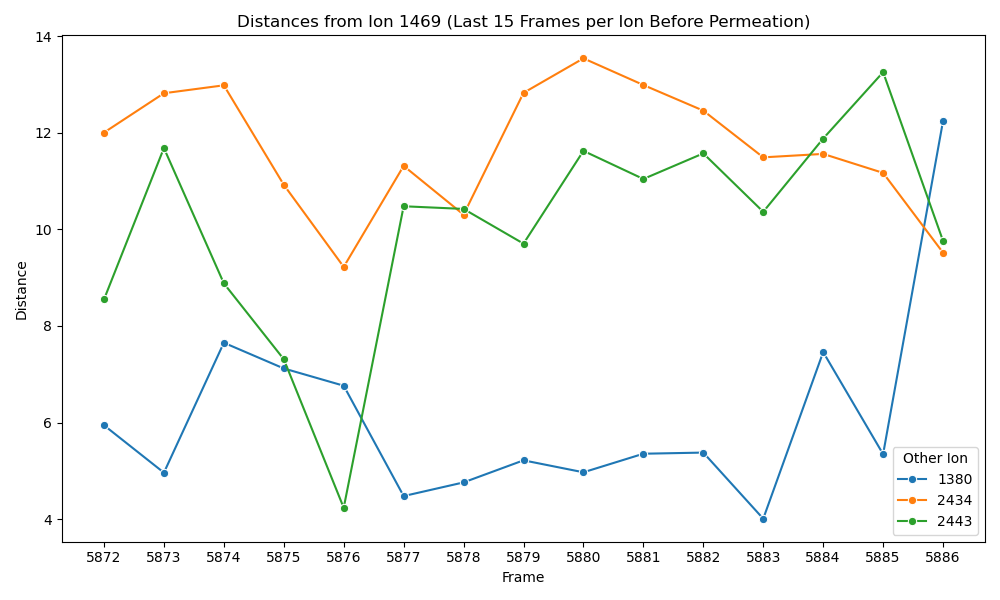 Distances from Ion 1469 (Last 15 Frames per Ion Before Permeation)
Distance
14
12
10
8
6
4
5872 5873 5874 5875 5876 5877 5878 5879 5880 5881 5882 5883 5884 5885 5886
Frame
Other Ion
1380
2434
2443